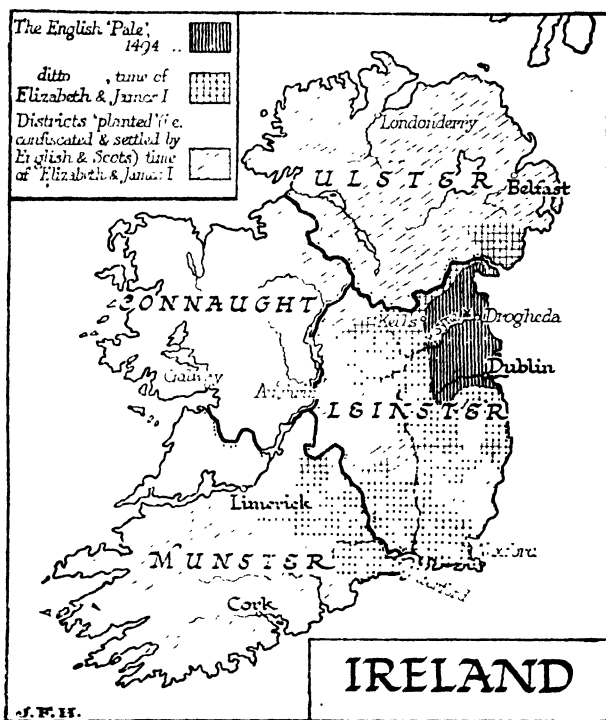 The English 'Pale',
1494 ..
ditto , time of
Elizabeth & James I
Districts 'planted' (i.e.
confiscated & settled by
English & Scots) time
of Elizabeth & James I
Londonderry
ULSTER
Belfast
CONNAUGHT
Kells
Drogheda
Galway
Dublin
LEINSTER
Limerick
MUNSTER
Cork
IRELAND
J.F.H.